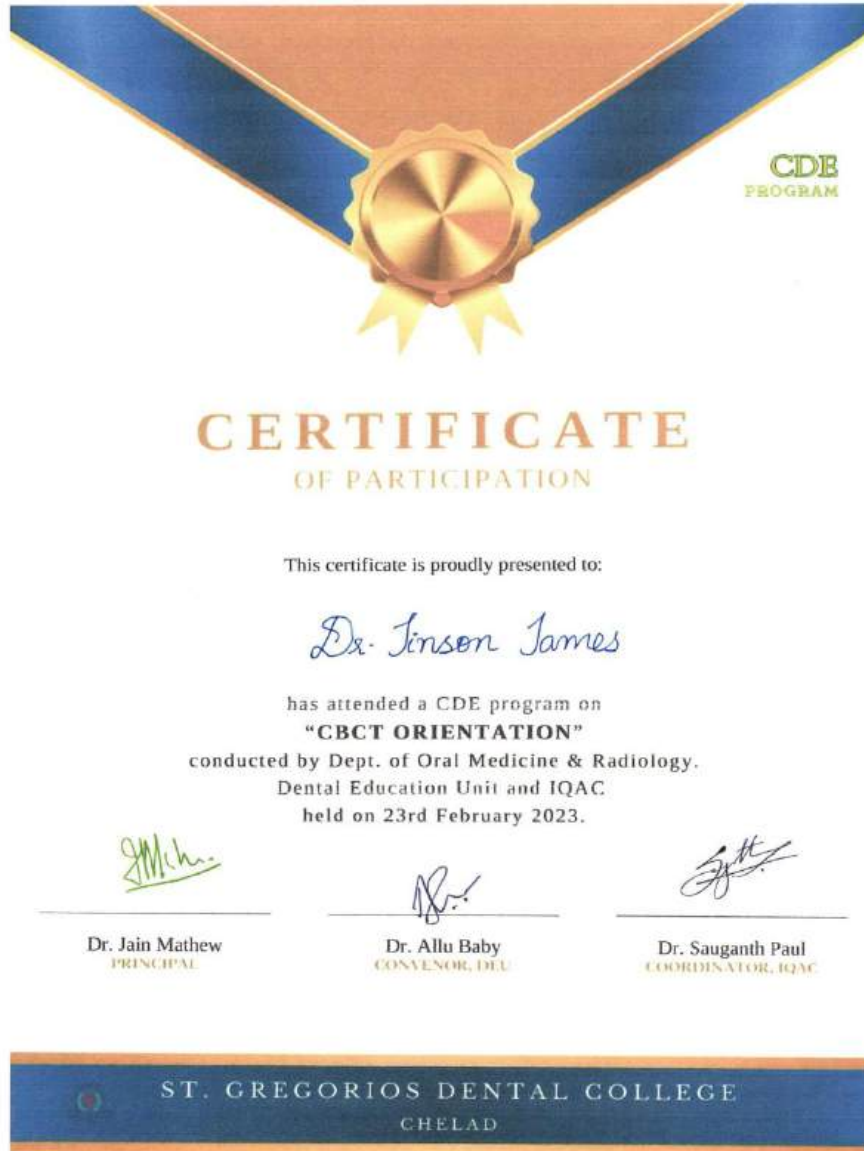 CDE
PROGRAM
CERTIFICATE
OF PARTICIPATION
This certificate is proudly presented to:
Dr. Jinson James
has attended a CDE program on
"CBCT ORIENTATION"
conducted by Dept. of Oral Medicine & Radiology.
Dental Education Unit and IQAC
held on 23rd February 2023.
Dr. Jain Mathew
PRINCIPAL
Dr. Allu Baby
CONVENOR, DEU
Dr. Sauganth Paul
COORDINATOR, IQAC
ST. GREGORIOS DENTAL COLLEGE
CHELAD